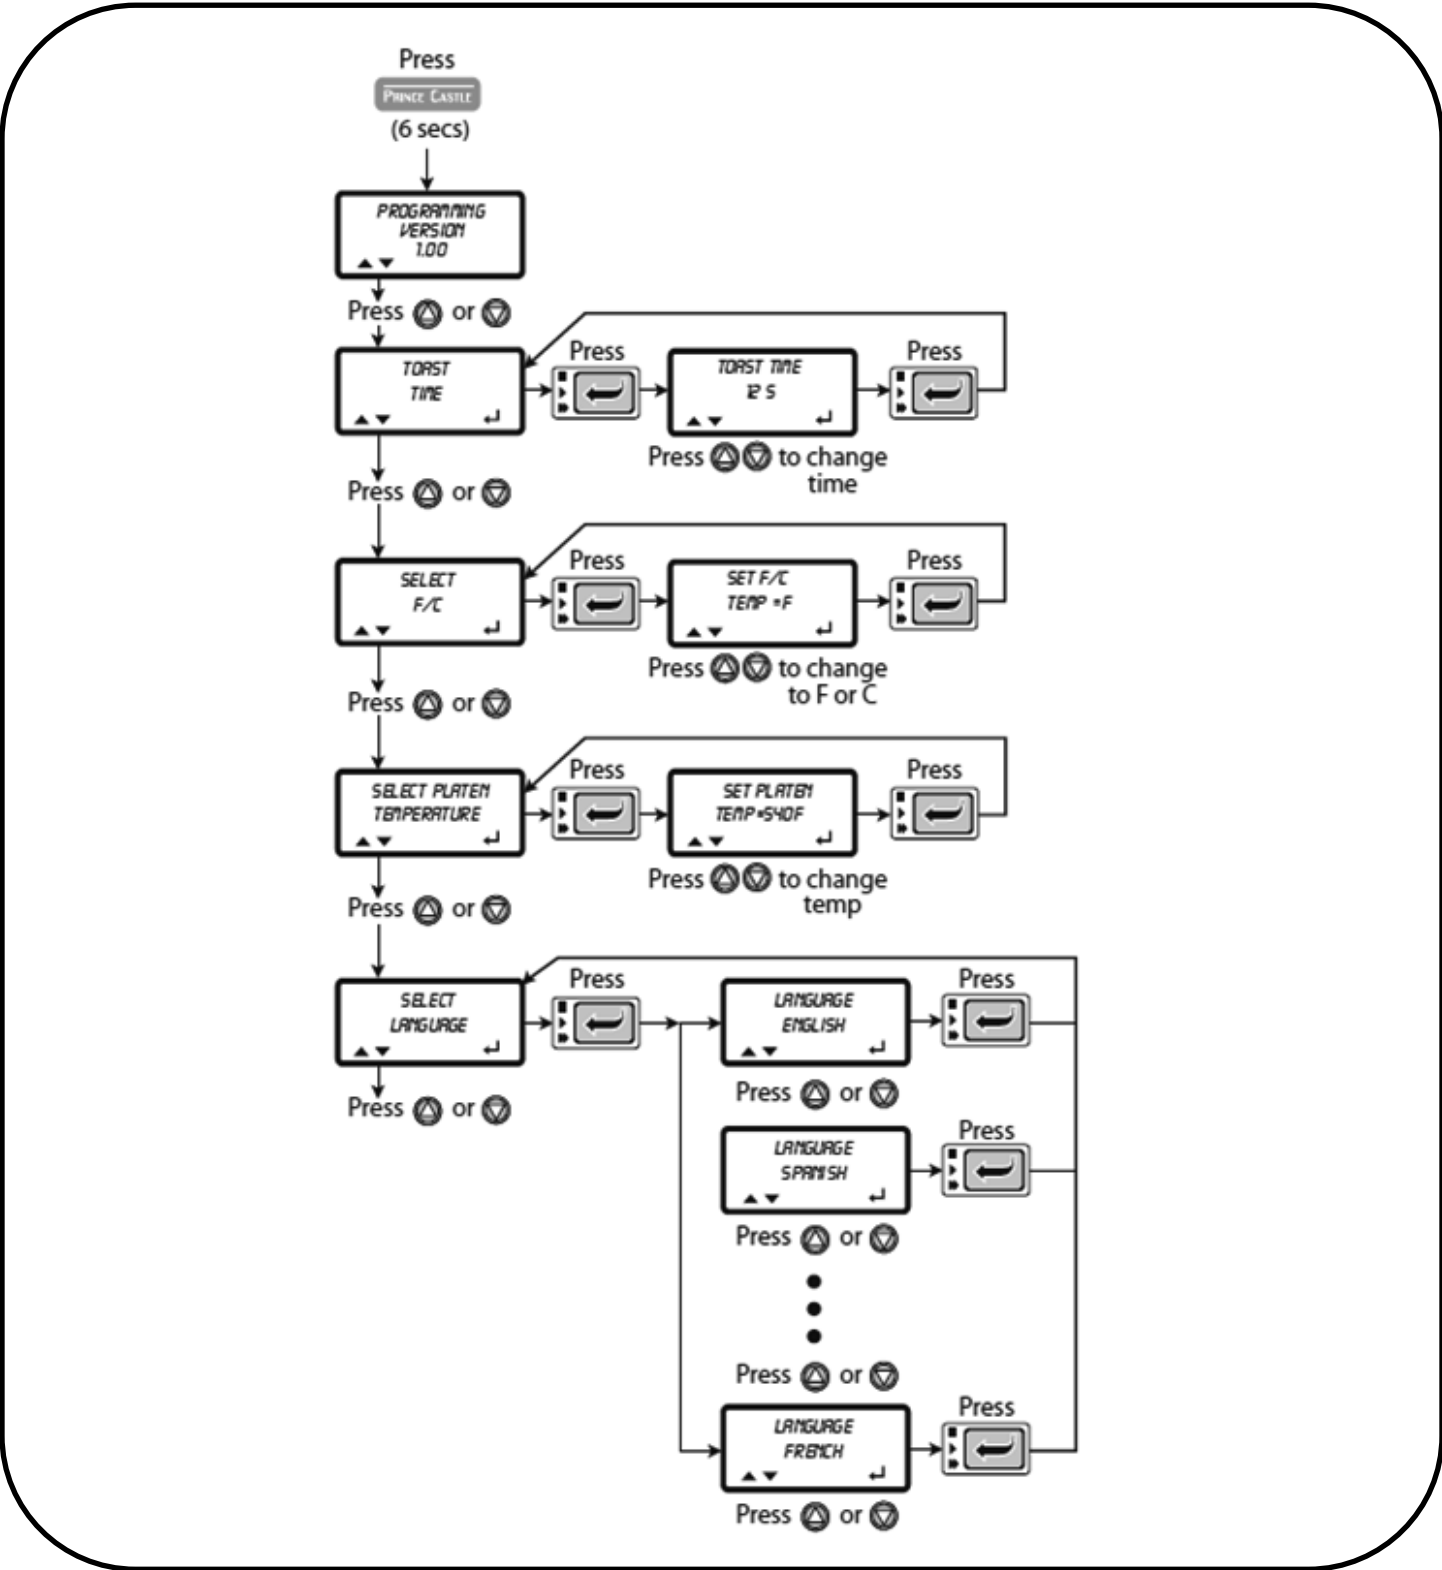 Press
PRINCE CASTLE
(6 secs)
PROGRAMMING
VERSION
1.00
Press or
TOAST
TIME
Press
TOAST TIME
12 S
Press
Press to change
time
Press or
SELECT
F/C
Press
SET F/C
TEMP =F
Press
Press to change
to F or C
Press or
SELECT PLATEN
TEMPERATURE
Press
SET PLATEN
TEMP=540F
Press
Press to change
temp
Press or
SELECT
LANGUAGE
Press
LANGUAGE
ENGLISH
Press
Press or
Press or
LANGUAGE
SPANISH
Press
Press or
Press or
LANGUAGE
FRENCH
Press
Press or